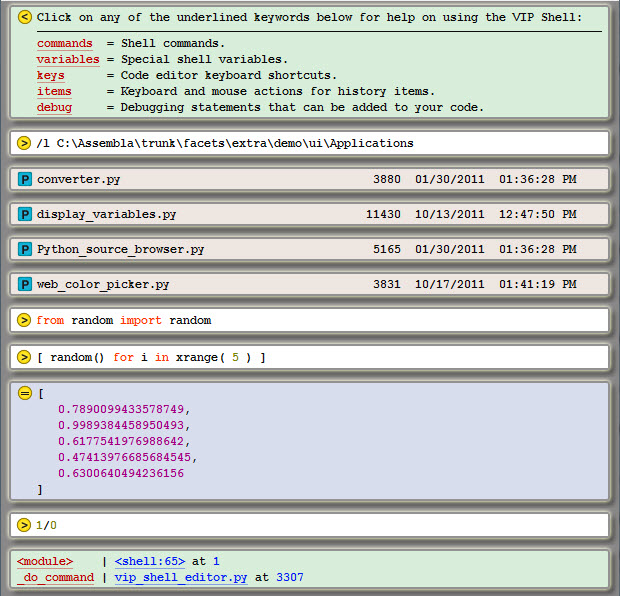 < Click on any of the underlined keywords below for help on using the VIP Shell:
commands = Shell commands.
variables = Special shell variables.
keys = Code editor keyboard shortcuts.
items = Keyboard and mouse actions for history items.
debug = Debugging statements that can be added to your code.
> /l C:\Assembla\trunk\facets\extra\demo\ui\Applications
P converter.py 3880 01/30/2011 01:36:28 PM
P display_variables.py 11430 10/13/2011 12:47:50 PM
P Python_source_browser.py 5165 01/30/2011 01:36:28 PM
P web_color_picker.py 3831 10/17/2011 01:41:19 PM
> from random import random
> [ random() for i in xrange( 5 ) ]
= [
0.7890099433578749,
0.9989384458950493,
0.6177541976988642,
0.47413976685684545,
0.6300640494236156
]
> 1/0
<module> | <shell:65> at 1
_do_command | vip_shell_editor.py at 3307